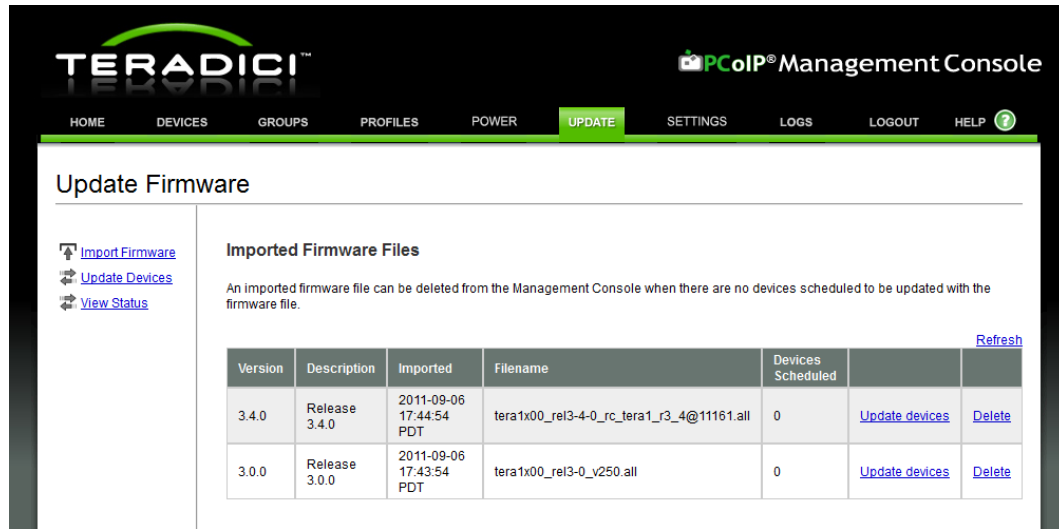 TERADICI™
PCoIP® Management Console
HOME DEVICES GROUPS PROFILES POWER UPDATE SETTINGS LOGS LOGOUT HELP ?
Update Firmware
Import Firmware
Update Devices
View Status
Imported Firmware Files
An imported firmware file can be deleted from the Management Console when there are no devices scheduled to be updated with the
firmware file.
Refresh
Version Description Imported Filename Devices
Scheduled
3.4.0 Release
3.4.0 2011-09-06
17:44:54
PDT tera1x00_rel3-4-0_rc_tera1_r3_4@11161.all 0 Update devices Delete
3.0.0 Release
3.0.0 2011-09-06
17:43:54
PDT tera1x00_rel3-0_v250.all 0 Update devices Delete